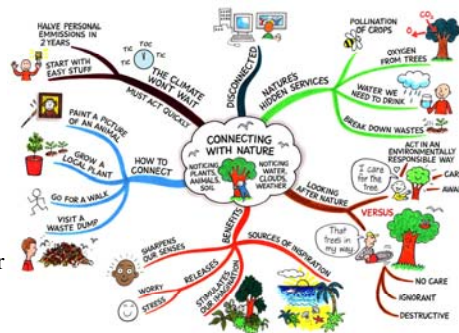 HALVE PERSONAL
EMMISSIONS IN
2 YEARS
START WITH
EASY STUFF
TIC
TOC
TIC
THE CLIMATE
WON'T WAIT
MUST ACT QUICKLY
DISCONNECTED
NATURE'S
HIDDEN SERVICES
POLLINATION
OF CROPS
CO₂
O
OXYGEN
FROM TREES
WATER WE
NEED TO DRINK
BREAK DOWN WASTES
CONNECTING
WITH NATURE
NOTICING
PLANTS,
ANIMALS,
SOIL
NOTICING
WATER,
CLOUDS,
WEATHER
HOW TO
CONNECT
PAINT A PICTURE
OF AN ANIMAL
GROW A
LOCAL PLANT
GO FOR A WALK
VISIT A
WASTE DUMP
LOOKING
AFTER NATURE
ACT IN AN
ENVIRONMENTALLY
RESPONSIBLE WAY
I care
for the
tree
CAR
AWA
VERSUS
That
trees in
my way
NO CARE
IGNORANT
DESTRUCTIVE
BENEFITS
SHARPENS
OUR SENSES
RELEASES
WORRY
STRESS
STIMULATES
OUR IMAGINATION
SOURCES OF INSPIRATION